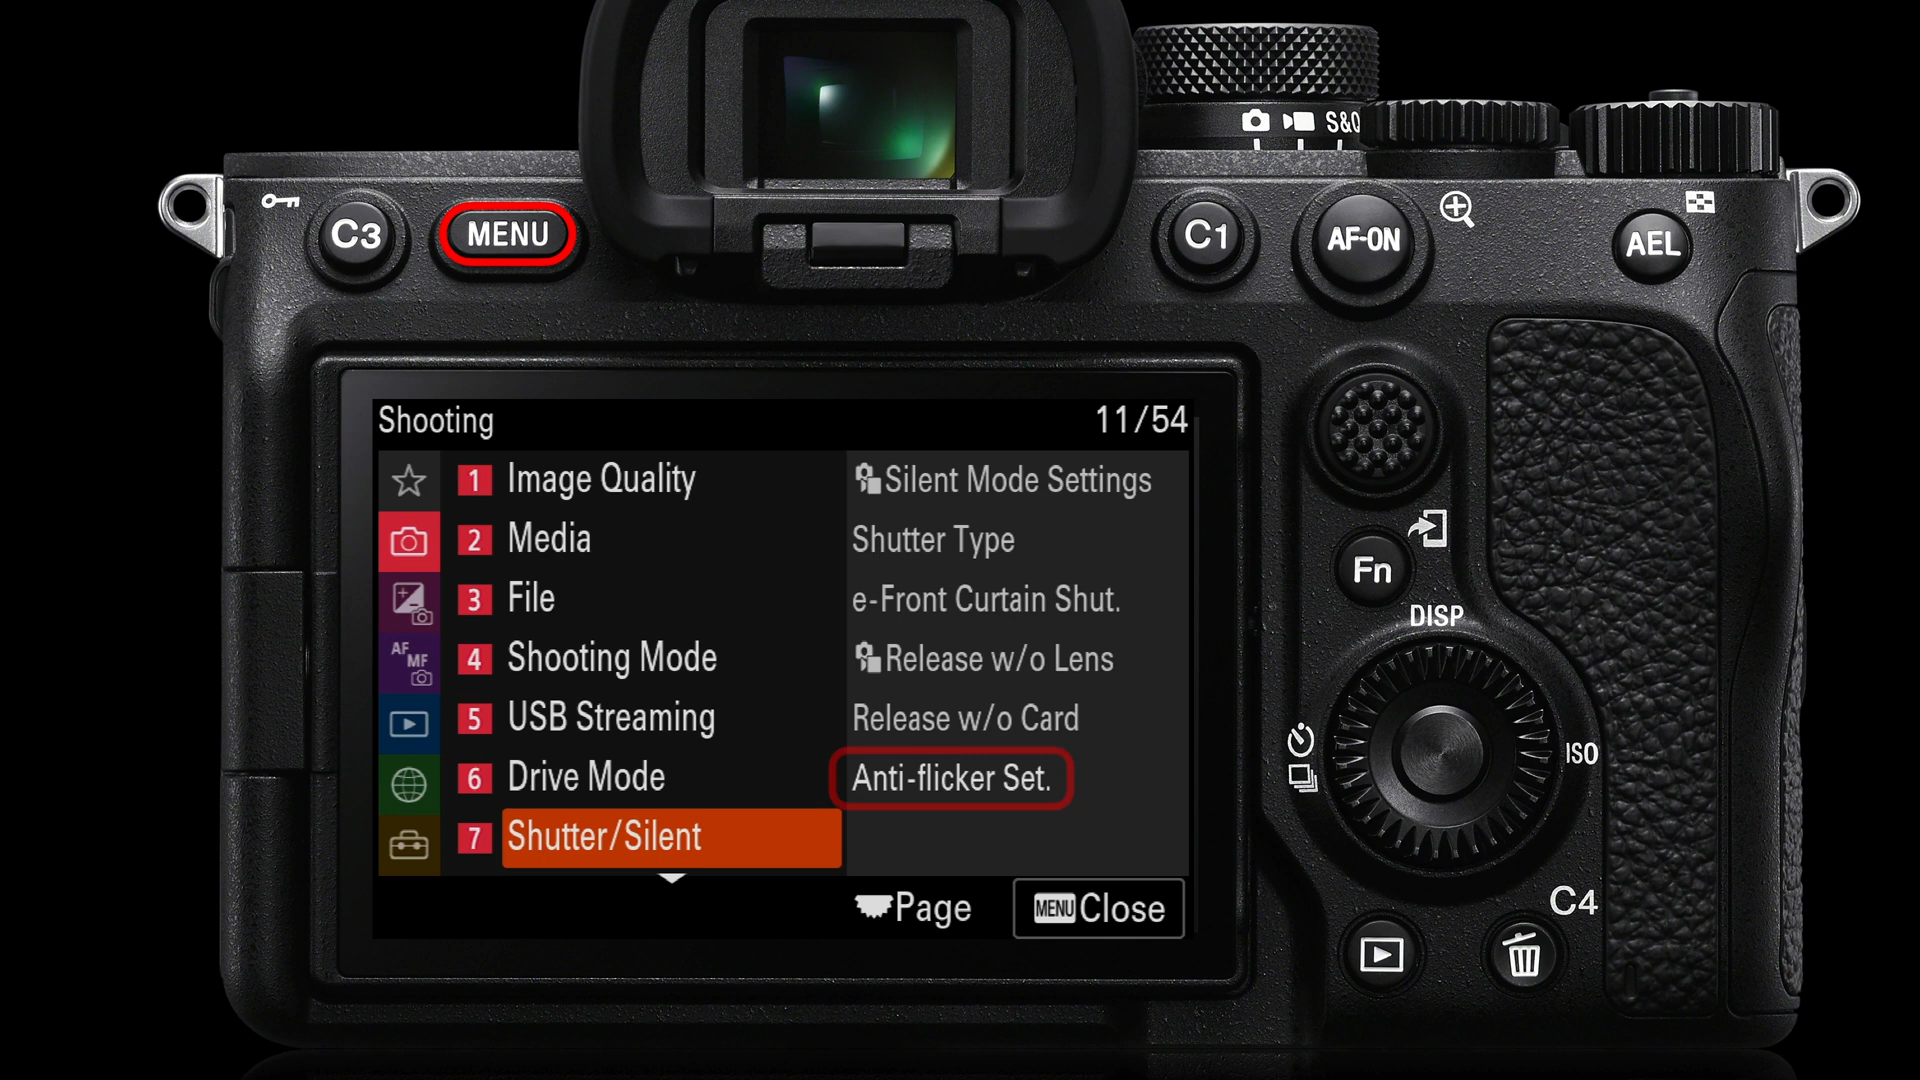 S&Q
C3
MENU
C1
AF-ON
AEL
Shooting 11/54
1 Image Quality
2 Media
3 File
4 Shooting Mode
5 USB Streaming
6 Drive Mode
7 Shutter/Silent
AF
MF
Silent Mode Settings
Shutter Type
e-Front Curtain Shut.
Release w/o Lens
Release w/o Card
Anti-flicker Set.
Page
MENU Close
Fn
DISP
ISO
C4